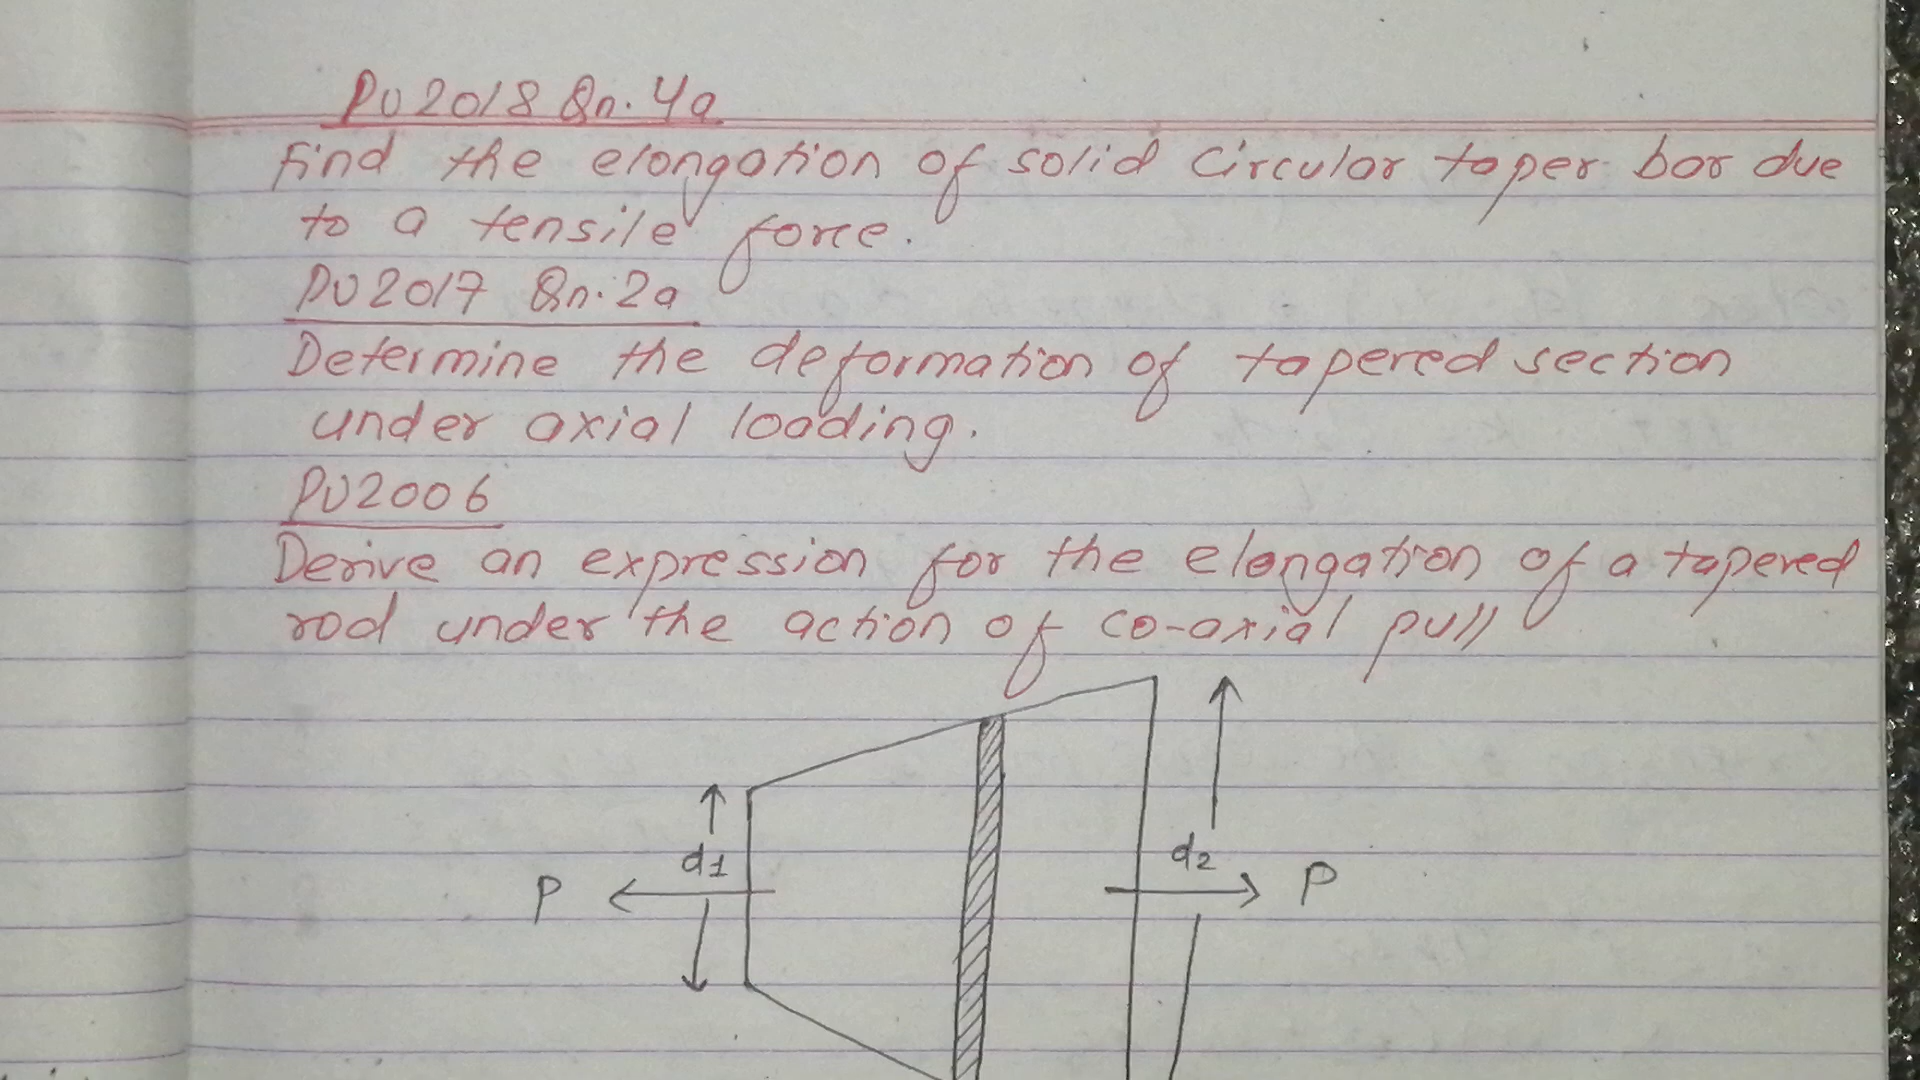 PU 2018 Qn. 4a
Find the elongation of solid circular taper bar due
to a tensile force.
PU 2017 Qn. 2a
Determine the deformation of tapered section
under axial loading.
PU 2006
Derive an expression for the elongation of a tapered
rod under the action of co-axial pull
d1
d2
P
P